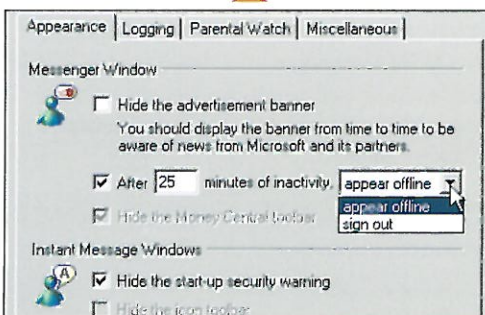 Appearance Logging Parental Watch Miscellaneous
Messenger Window
Hide the advertisement banner
You should display the banner from time to time to be
aware of news from Microsoft and its partners.
After 25 minutes of inactivity, appear offline
appear offline
sign out
Hide the Money Central toolbar
Instant Message Windows
A
Hide the start-up security warning
Hide the icon toolbar